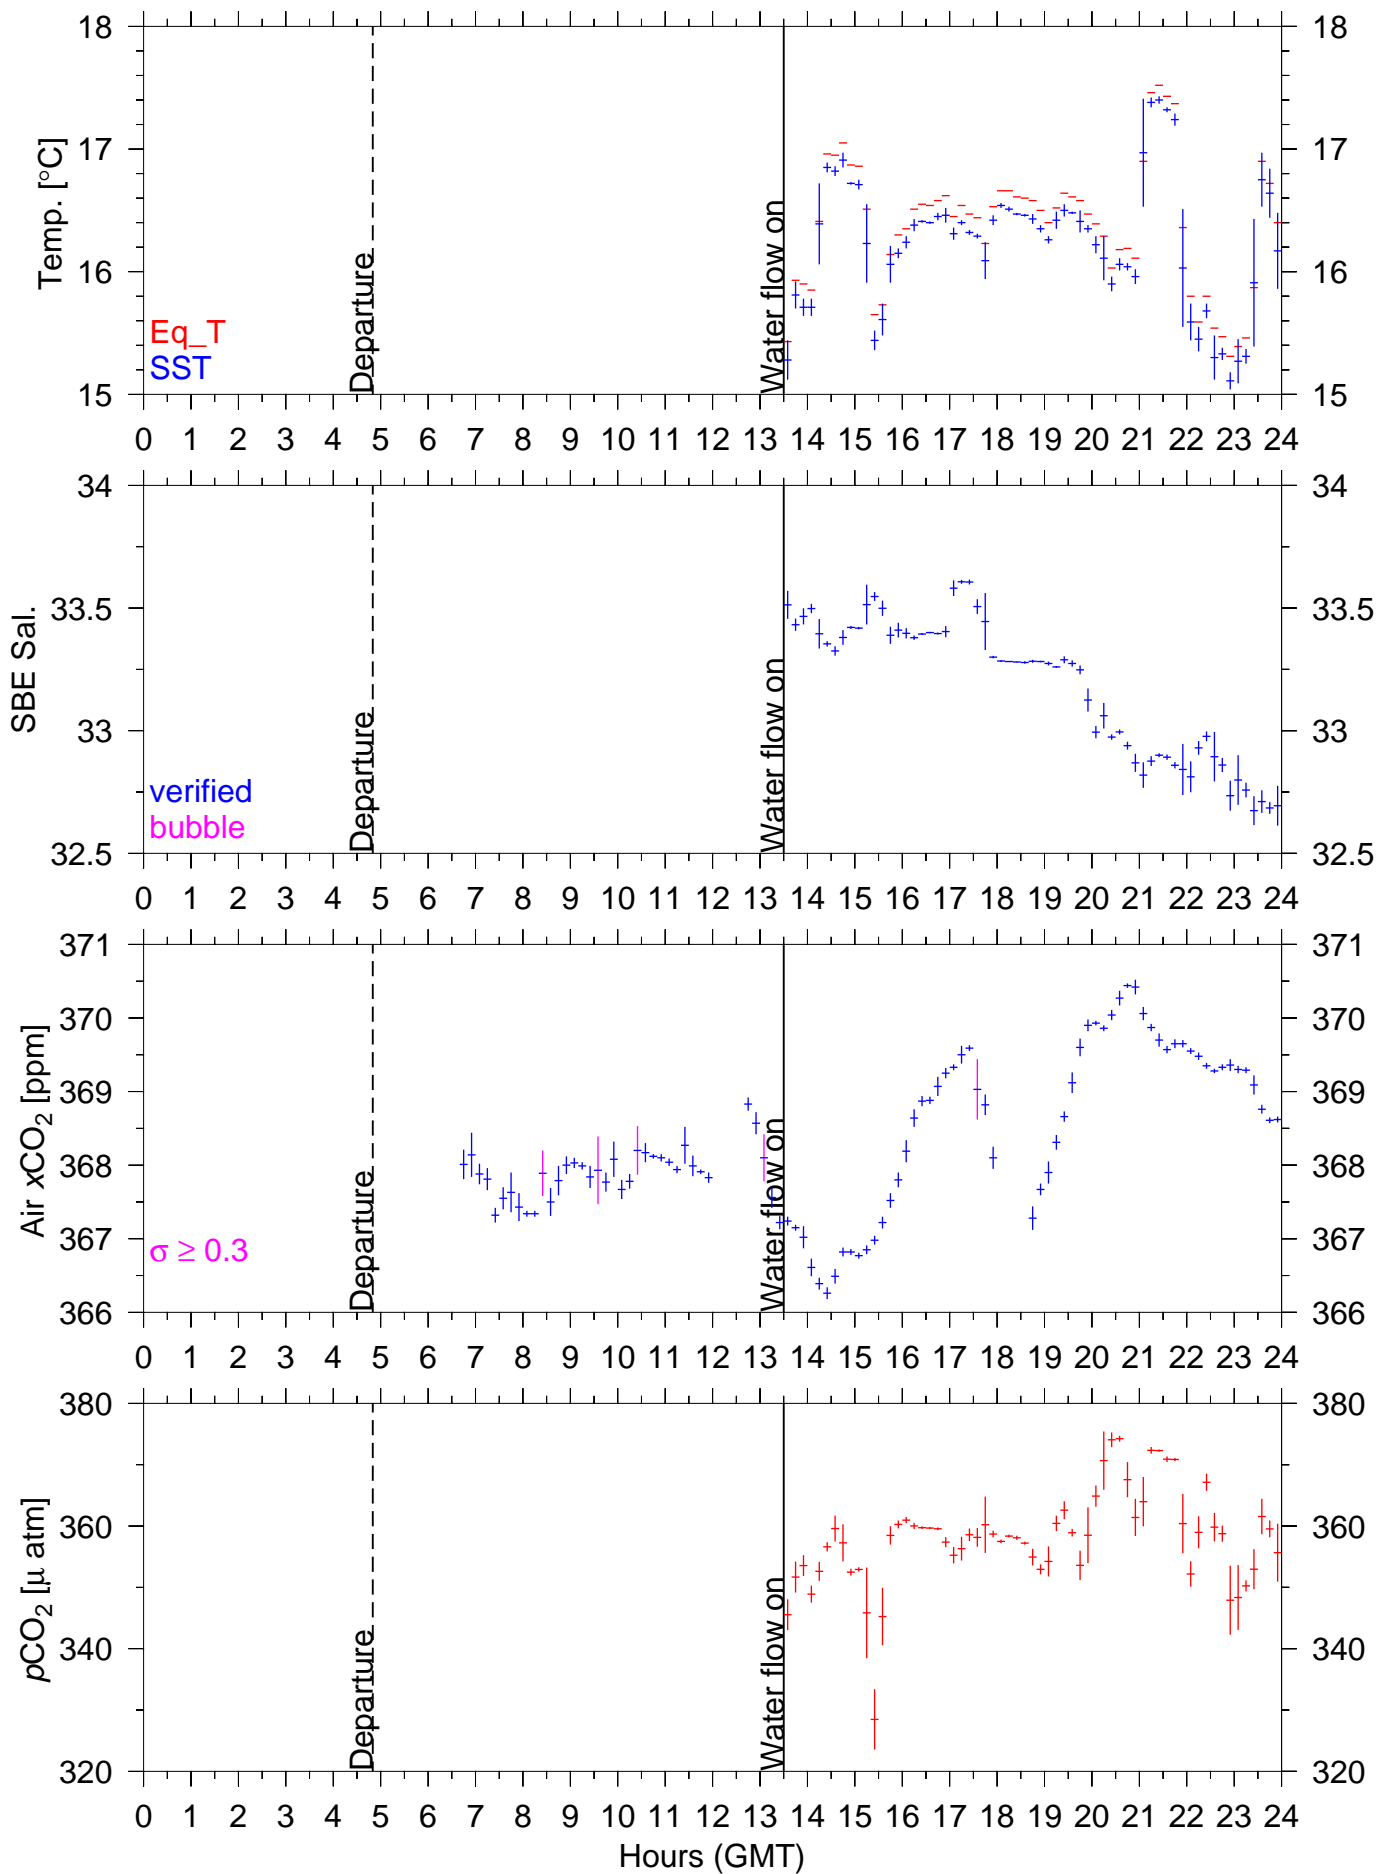 18 18
17 17
16 16
15 15
Temp. [°C]
Eq_T
SST
Departure
Water flow on
0 1 2 3 4 5 6 7 8 9 10 11 12 13 14 15 16 17 18 19 20 21 22 23 24
34 34
33.5 33.5
33 33
32.5 32.5
SBE Sal.
verified
bubble
Departure
Water flow on
0 1 2 3 4 5 6 7 8 9 10 11 12 13 14 15 16 17 18 19 20 21 22 23 24
371 371
370 370
369 369
368 368
367 367
366 366
Air xCO₂ [ppm]
σ ≥ 0.3
Departure
Water flow on
0 1 2 3 4 5 6 7 8 9 10 11 12 13 14 15 16 17 18 19 20 21 22 23 24
380 380
360 360
340 340
320 320
pCO₂ [μ atm]
Departure
Water flow on
0 1 2 3 4 5 6 7 8 9 10 11 12 13 14 15 16 17 18 19 20 21 22 23 24
Hours (GMT)